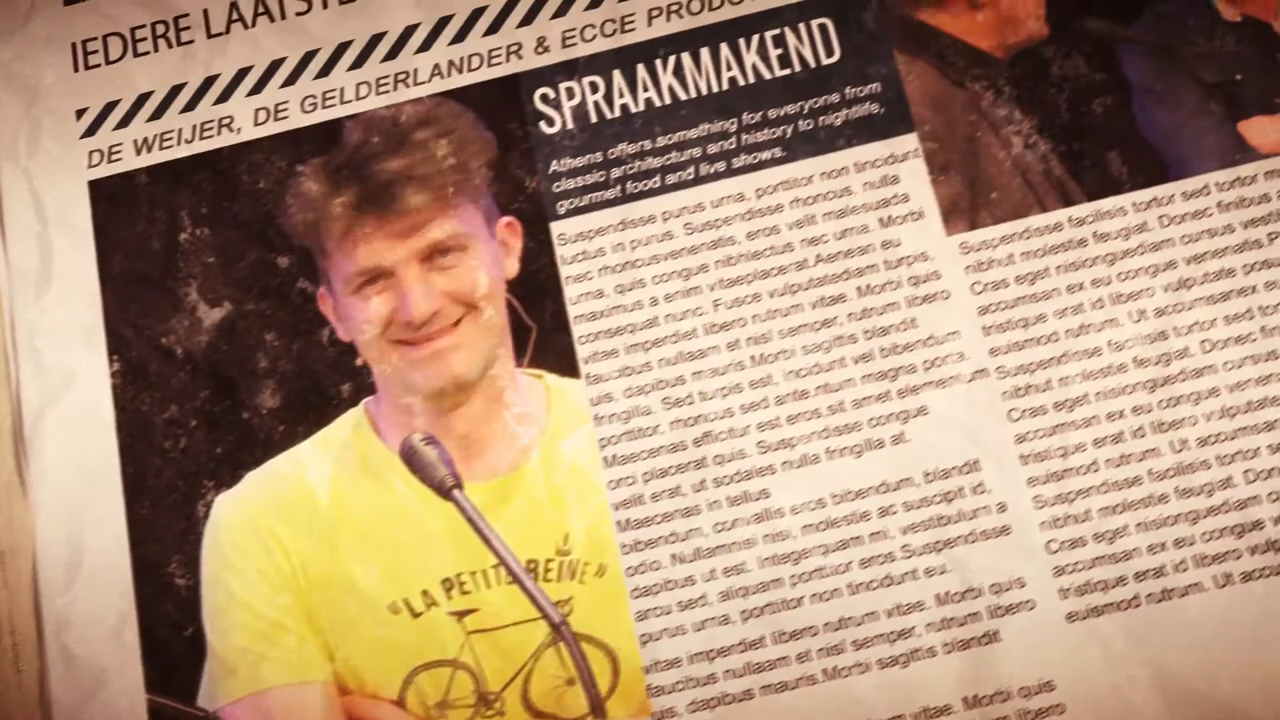 IEDERE LAATSTE
DE WEIJER, DE GELDERLANDER & ECCE
SPRAAKMAKEND
Athens offers something for everyone from
classic architecture and history to nightlife,
gourmet food and live shows.
Suspendisse purus urna, porttitor non tincidunt
luctus in purus. Suspendisse rhoncus, nulla
nec rhoncusvenenatis, eros velit malesuada
urna, quis congue nibhlectus nec urna. Morbi
maximus a enim vitaeplacerat.Aenean eu
consequat nunc. Fusce vulputatediam turpis,
vitae imperdiet libero rutrum vitae. Morbi quis
faucibus nullaam et nisl semper, rutrum libero
uis, dapibus mauris.Morbi sagittis blandit
fringilla. Sed turpis est, incidunt vel bibendum
porttitor, rhoncus sed ante.ntum magna porta.
Maecenas efficitur est eros.sit amet elementum
orci placerat quis. Suspendisse congue
velit erat, ut sodales nulla fringilla at.
Maecenas in tellus
bibendum, convallis eros bibendum, blandit
odio. Nullamnisi nisi, molestie ac suscipit id,
dapibus ut est. Integerquam mi, vestibulum a
arcu sed, aliquam porttitor eros.Suspendisse
purus urna, porttitor non tincidunt eu.
vitae imperdiet libero rutrum vitae. Morbi quis
faucibus nullaam et nisl semper, rutrum libero
uis, dapibus mauris.Morbi sagittis blandit
vitae. Morbi quis
libero
Suspendisse facilisis tortor sed tortor
nibhut molestie feugiat. Donec finibus
Cras eget nisionguediam cursus
accumsan ex eu congue venenatis.
tristique erat id libero vulputate
euismod rutrum. Ut accumsanex
Suspendisse facilisis tortor sed
nibhut molestie feugiat. Donec
Cras eget nisionguediam cursus
accumsan ex eu congue
tristique erat id libero vulputate
euismod rutrum. Ut accumsan
Suspendisse facilisis tortor
nibhut molestie feugiat.
Cras eget nisionguediam
accumsan ex eu congue
tristique erat id libero
euismod rutrum. Ut
"LA PETITE REINE"